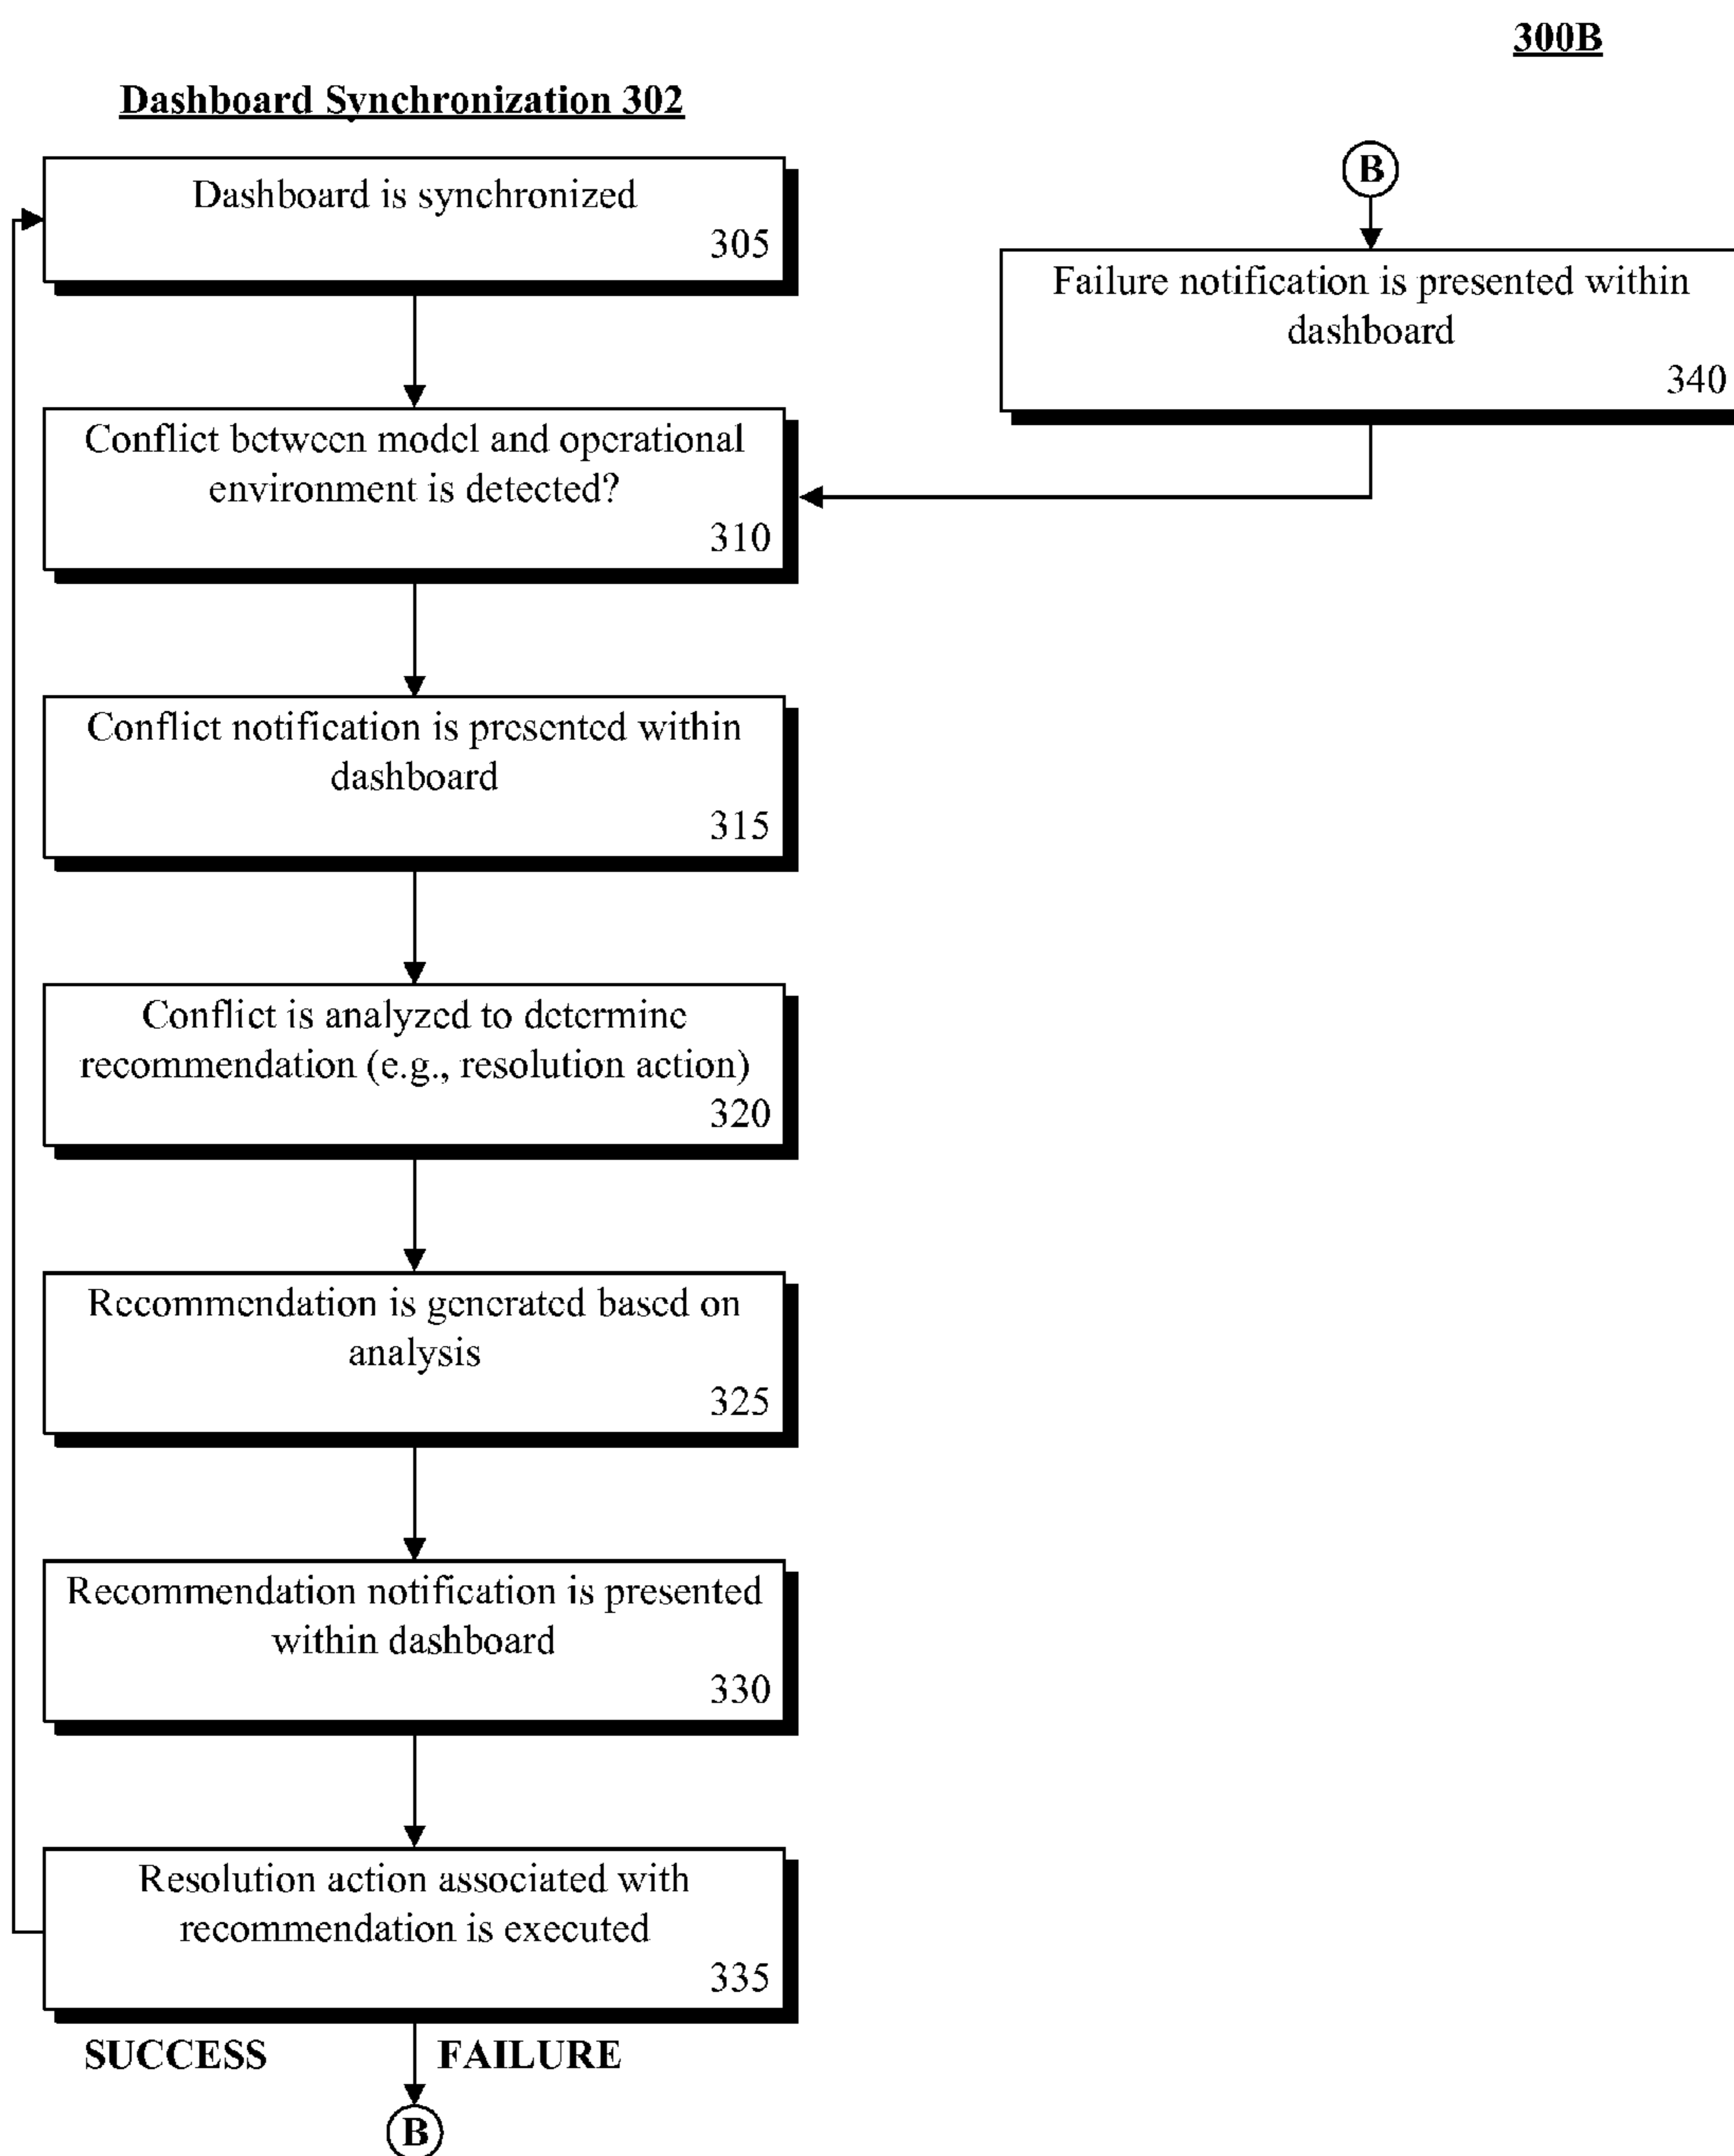 300B
Dashboard Synchronization 302
Dashboard is synchronized
305
Conflict between model and operational
environment is detected?
310
Conflict notification is presented within
dashboard
315
Conflict is analyzed to determine
recommendation (e.g., resolution action)
320
Recommendation is generated based on
analysis
325
Recommendation notification is presented
within dashboard
330
Resolution action associated with
recommendation is executed
335
SUCCESS
FAILURE
B
B
Failure notification is presented within
dashboard
340